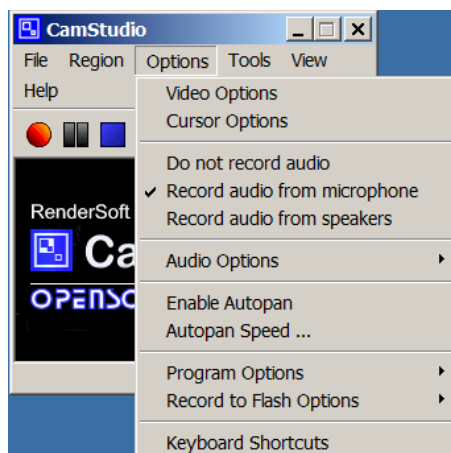 CamStudio
File Region Options Tools View
Help
Video Options
Cursor Options
Do not record audio
Record audio from microphone
Record audio from speakers
Audio Options
Enable Autopan
Autopan Speed ...
Program Options
Record to Flash Options
Keyboard Shortcuts
RenderSoft